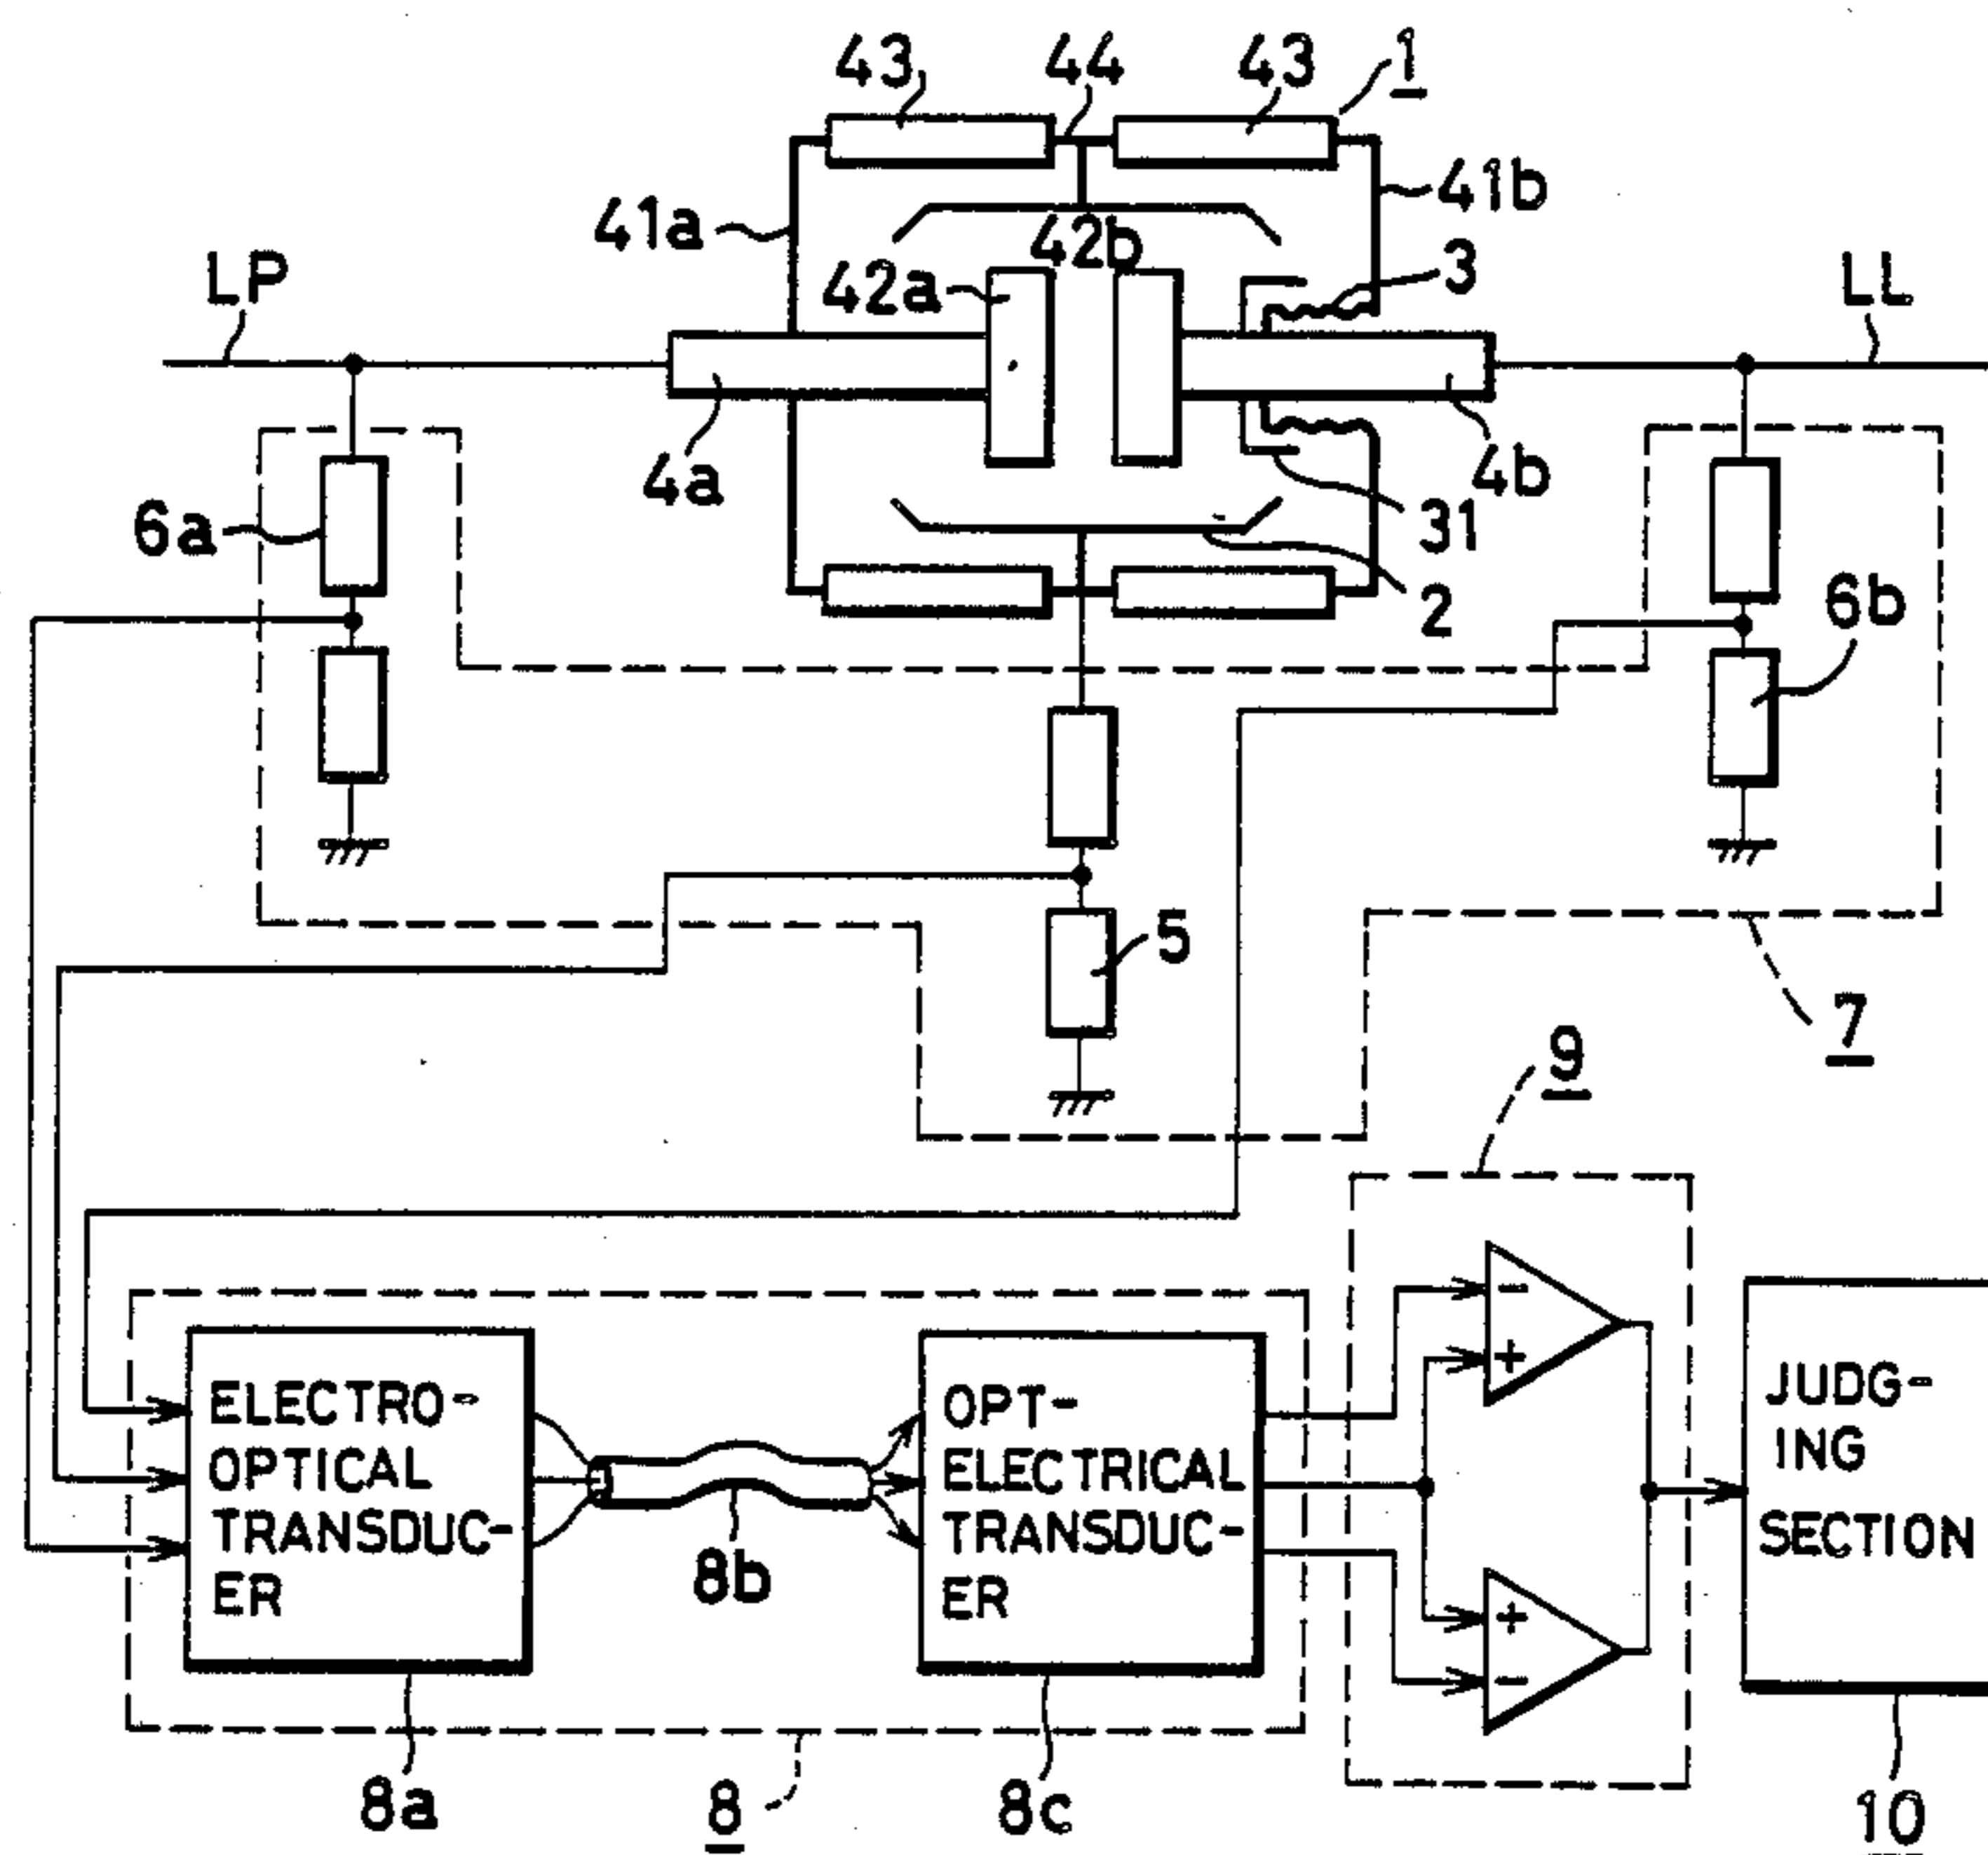 43 44 43 1
41a 41b
42b
LP 42a 3 LL
4a 4b
6a 31
2 6b
5
7
9
- 
+
ELECTRO-
OPTICAL
TRANSDUC-
ER
OPT-
ELECTRICAL
TRANSDUC-
ER
JUDG-
ING
SECTION
8b
+
-
8a 8 8c 10